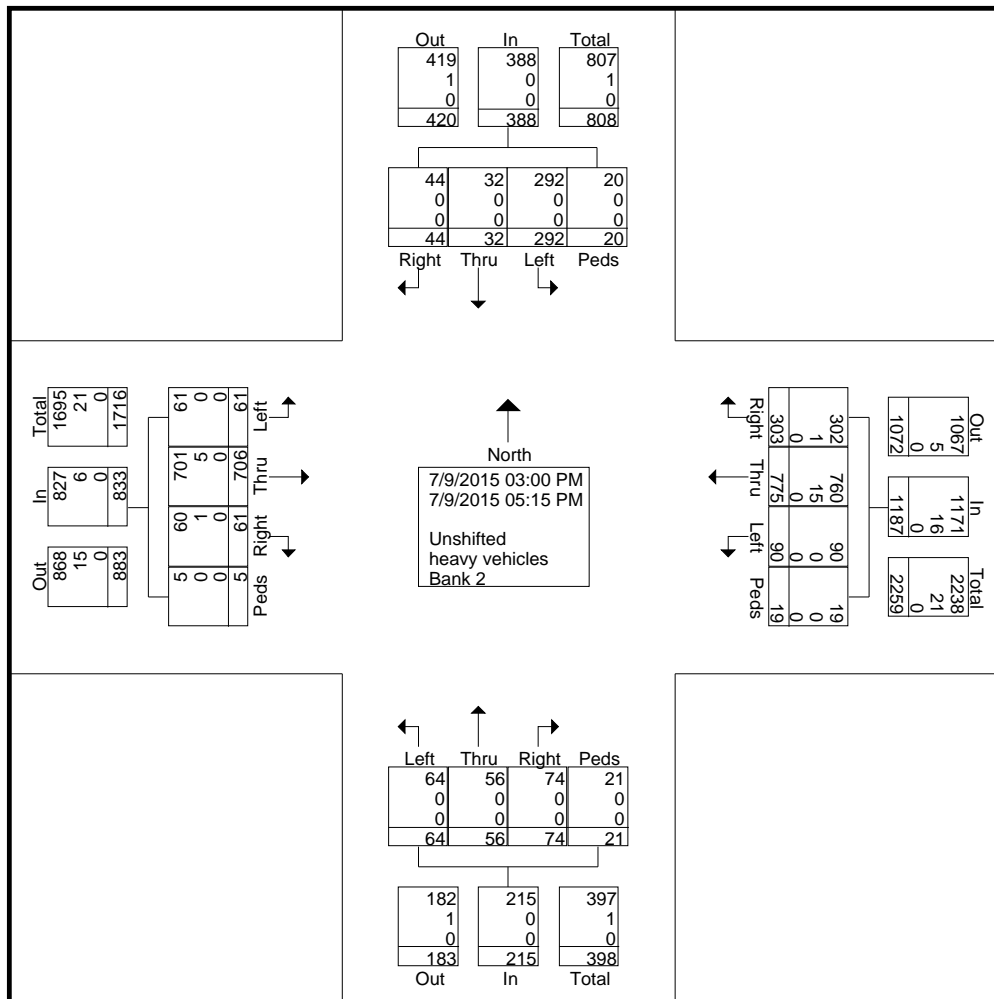 Out In Total
419 388 807
1 0 1
0 0 0
420 388 808
44 32 292 20
0 0 0 0
0 0 0 0
44 32 292 20
Right Thru Left Peds
Total
1695 21 0 1716
In
827 6 0 833
Out
868 15 0 883
61 0 0 61
Left
701 5 0 706
Thru
60 1 0 61
Right
5 0 0 5
Peds
North
7/9/2015 03:00 PM
7/9/2015 05:15 PM
Unshifted
heavy vehicles
Bank 2
Right
303 0 1 302
Thru
775 0 15 760
Left
90 0 0 90
Peds
19 0 0 19
Out
1072 0 5 1067
In
1187 0 16 1171
Total
2259 0 21 2238
Left Thru Right Peds
64 56 74 21
0 0 0 0
0 0 0 0
64 56 74 21
182 215 397
1 0 1
0 0 0
183 215 398
Out In Total